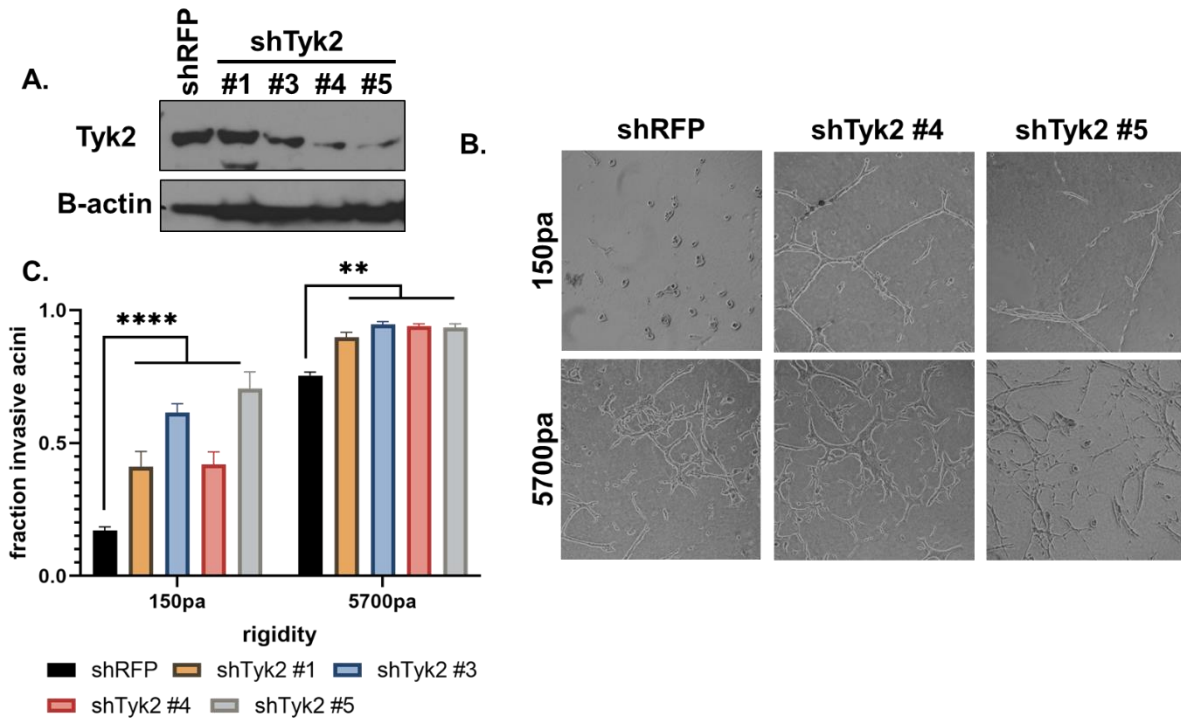 A.
shRFP
shTyk2
#1 #3 #4 #5
Tyk2
B-actin
B.
shRFP shTyk2 #4 shTyk2 #5
150pa
5700pa
C.
fraction invasive acini
1.0
0.5
0.0
****
**
150pa 5700pa
rigidity
shRFP shTyk2 #1 shTyk2 #3
shTyk2 #4 shTyk2 #5